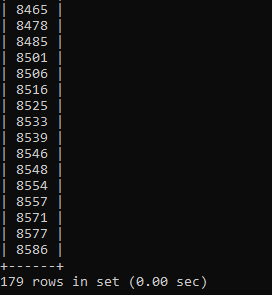 | 8465 |
| 8478 |
| 8485 |
| 8501 |
| 8506 |
| 8516 |
| 8525 |
| 8533 |
| 8539 |
| 8546 |
| 8548 |
| 8554 |
| 8557 |
| 8571 |
| 8577 |
| 8586 |
+------+
179 rows in set (0.00 sec)